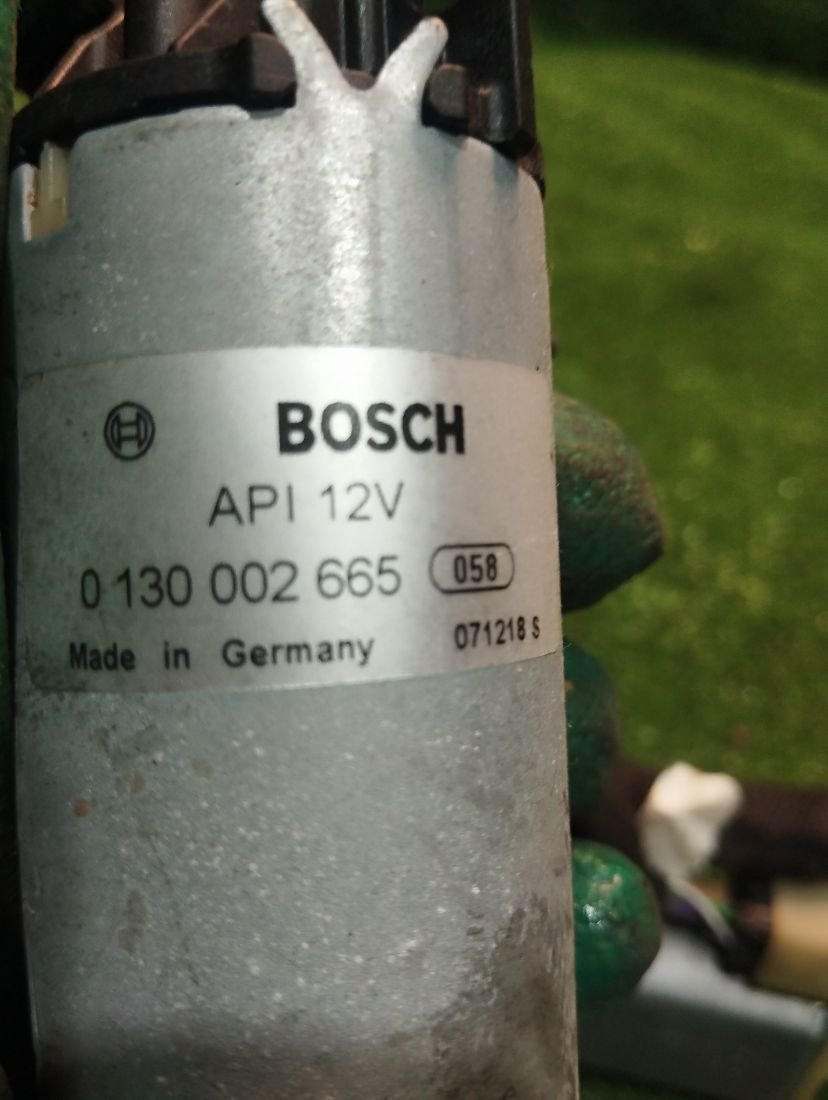 BOSCH
API 12V
0 130 002 665 058
Made in Germany 071218 S